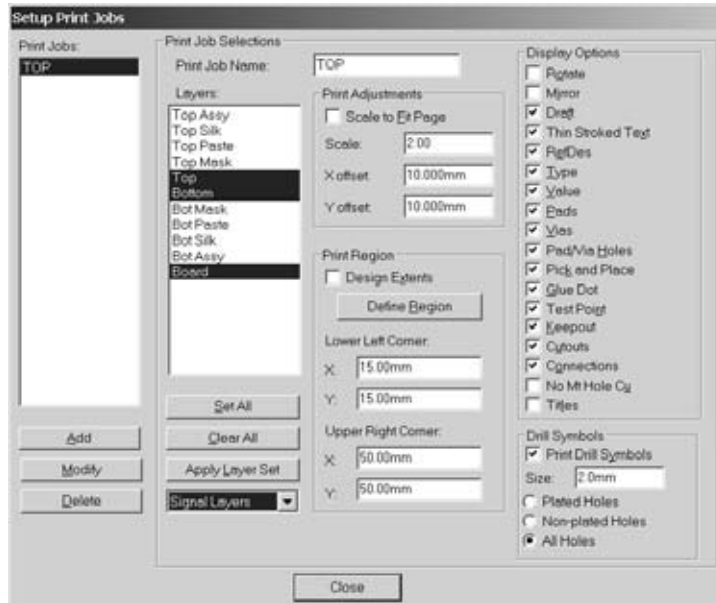 Setup Print Jobs
Print Jobs:
TOP
Add
Modify
Delete
Print Job Selections
Print Job Name:
TOP
Layers:
Top Assy
Top Silk
Top Paste
Top Mask
Top
Bottom
Bot Mask
Bot Paste
Bot Silk
Bot Assy
Board
Set All
Clear All
Apply Layer Set
Signal Layers
Print Adjustments
Scale to Fit Page
Scale: 2.00
X offset: 10.000mm
Y offset: 10.000mm
Print Region
Design Extents
Define Region
Lower Left Corner:
X: 15.00mm
Y: 15.00mm
Upper Right Corner:
X: 50.00mm
Y: 50.00mm
Display Options
Rotate
Mirror
Draft
Thin Stroked Text
RefDes
Type
Value
Pads
Vias
Pad/Via Holes
Pick and Place
Glue Dot
Test Point
Keepout
Cutouts
Connections
No Mt Hole Cu
Titles
Drill Symbols
Print Drill Symbols
Size: 2.0mm
Plated Holes
Non-plated Holes
All Holes
Close